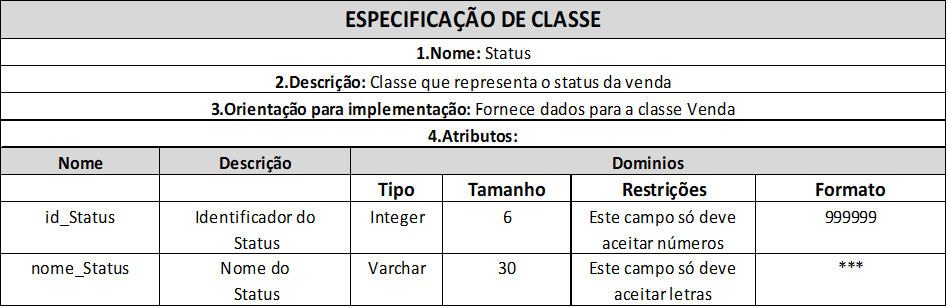 ESPECIFICAÇÃO DE CLASSE
1.Nome: Status
2.Descrição: Classe que representa o status da venda
3.Orientação para implementação: Fornece dados para a classe Venda
4.Atributos:
Nome Descrição Dominios
Tipo Tamanho Restrições Formato
id_Status Identificador do Integer 6 Este campo só deve 999999
Status aceitar números
nome_Status Nome do Varchar 30 Este campo só deve ***
Status aceitar letras